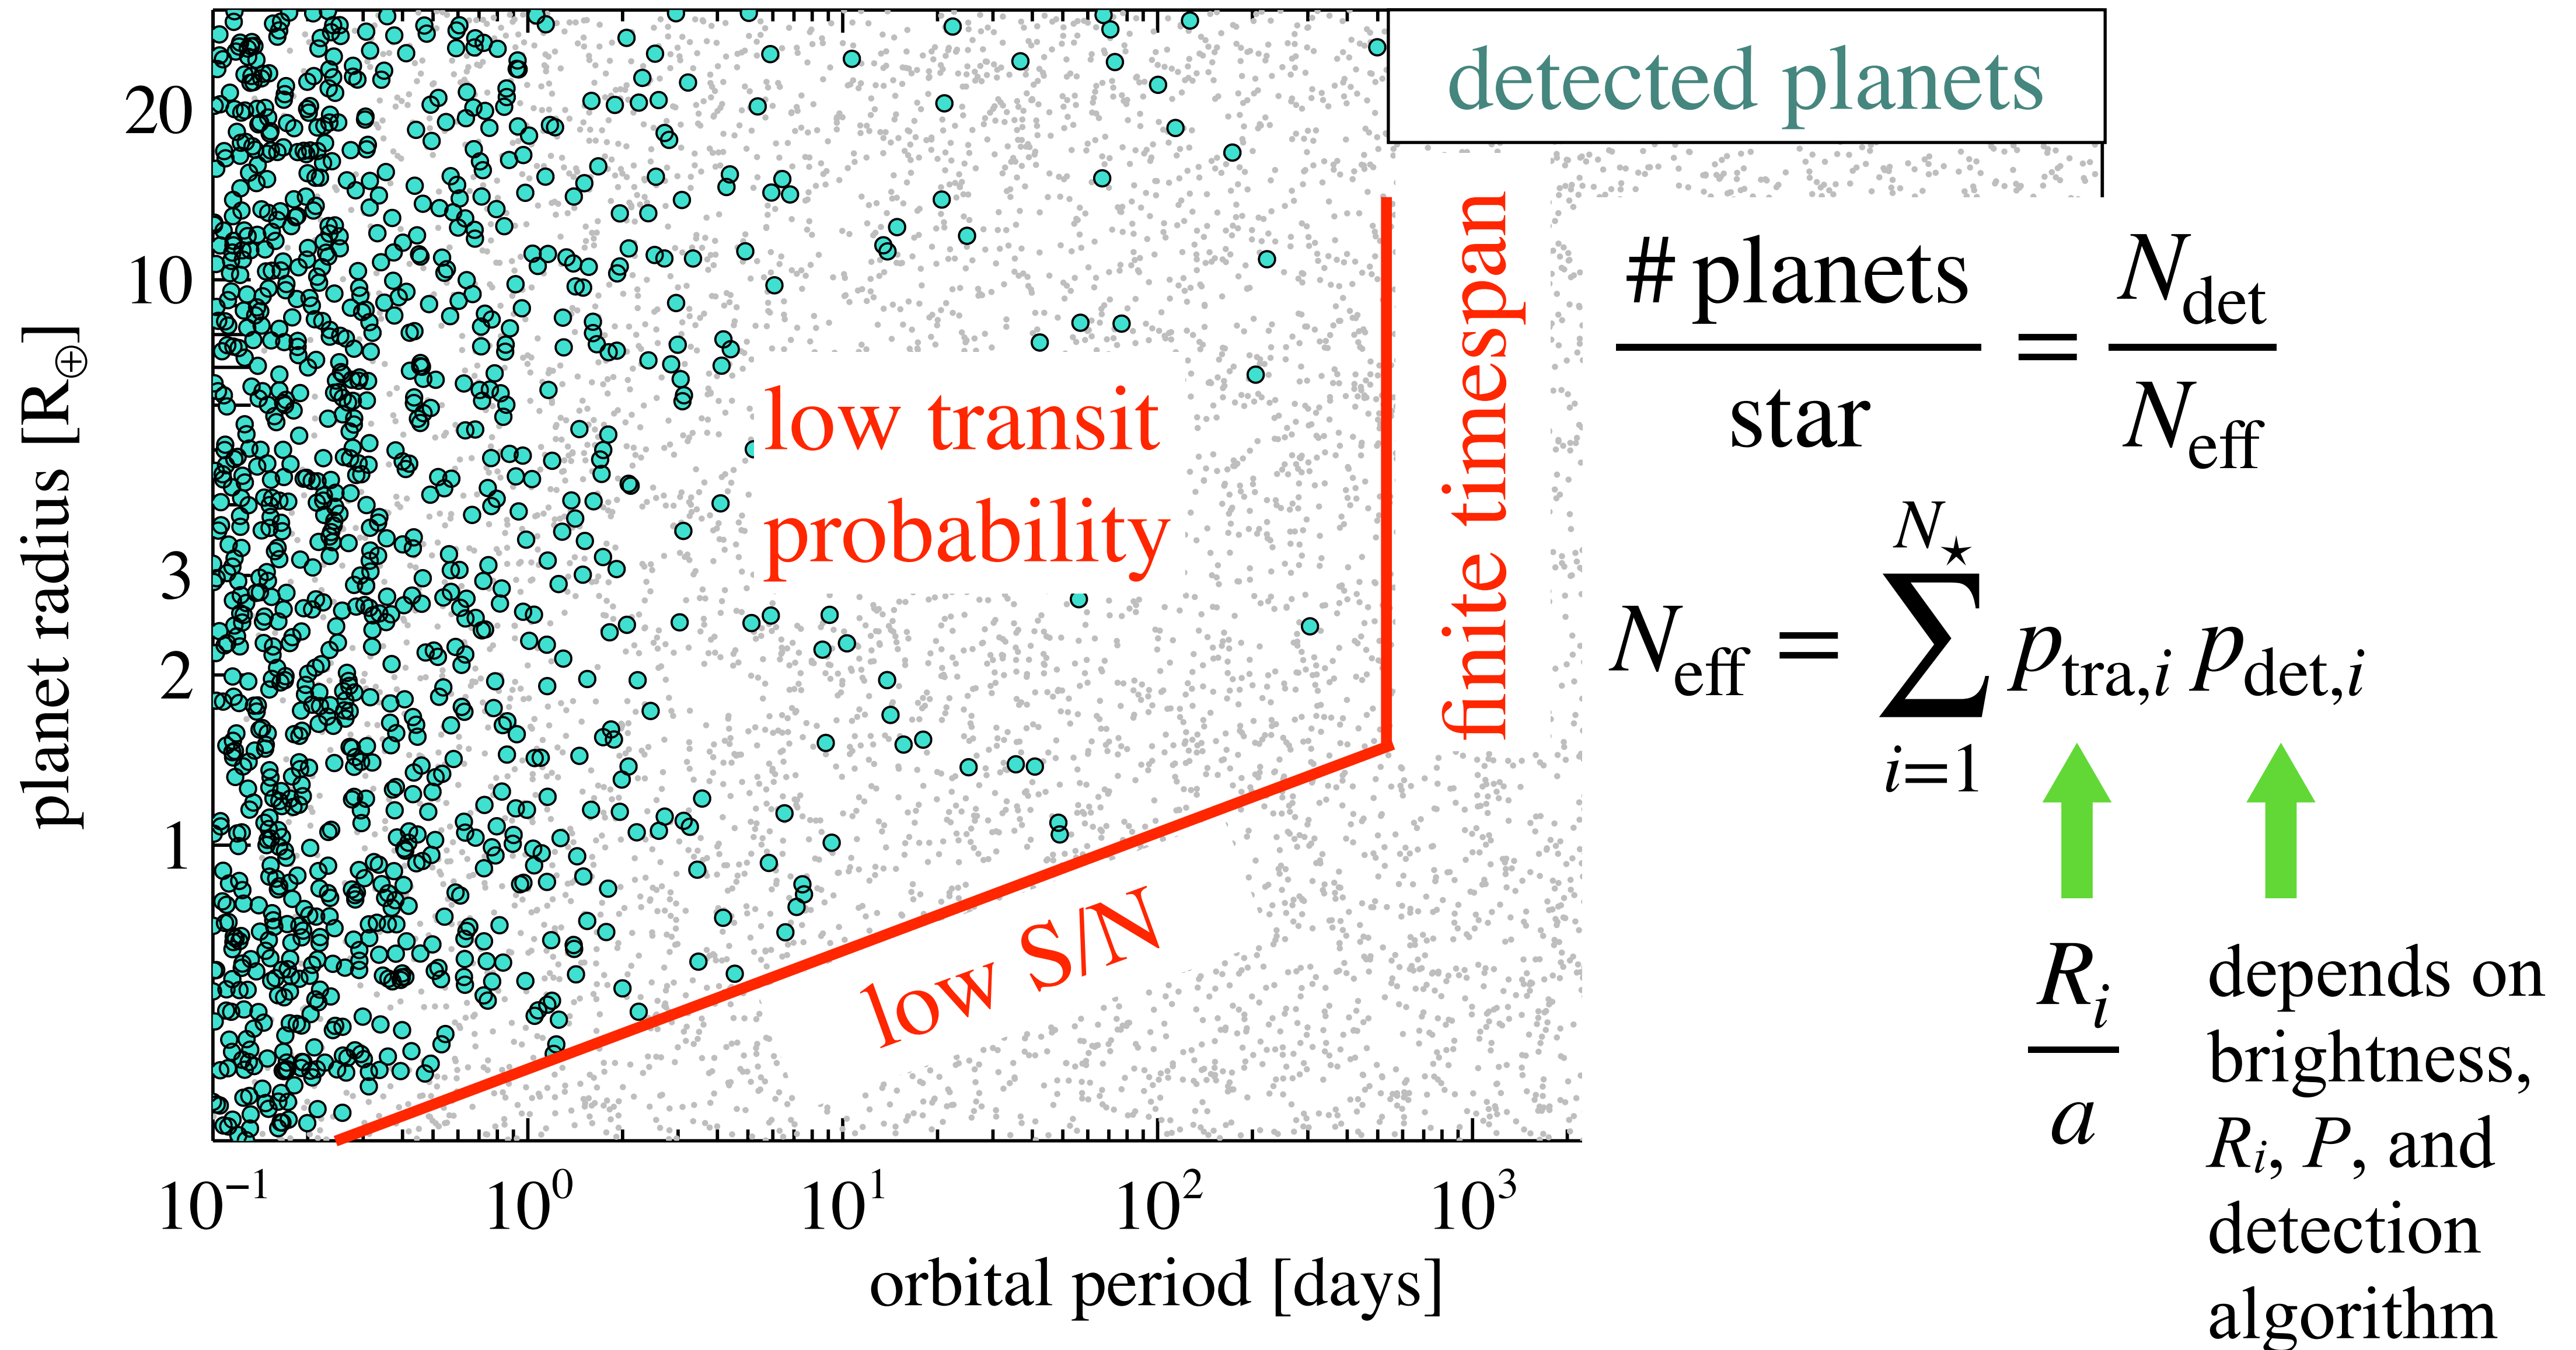 detected planets
20
10
3
2
1
planet radius [R⊕]
low transit
probability
finite timespan
low S/N
10⁻¹ 10⁰ 10¹ 10² 10³
orbital period [days]
# planets
star
=
N_det
N_eff
N_eff = ∑_{i=1}^{N⋆} p_tra,i p_det,i
R_i
a
depends on
brightness,
R_i, P, and
detection
algorithm